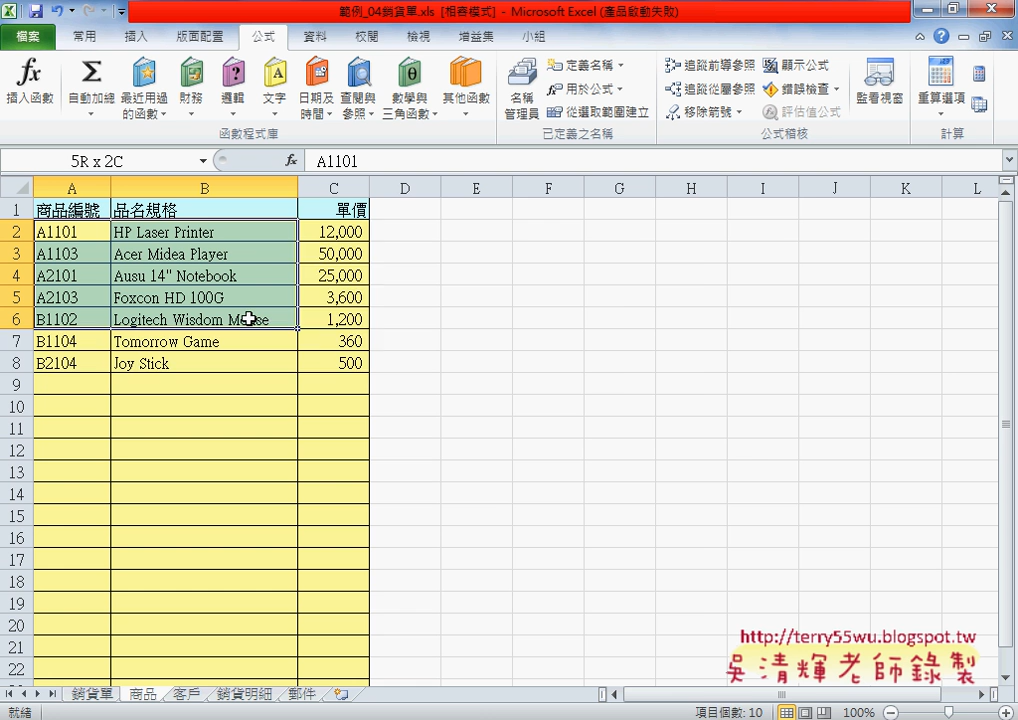 範例_04銷貨單.xls [相容模式] - Microsoft Excel (產品啟動失敗)
檔案 常用 插入 版面配置 公式 資料 校閱 檢視 增益集 小組
插入函數 自動加總 最近用過的函數 財務 邏輯 文字 日期及時間 查閱與參照 數學與三角函數 其他函數
函數程式庫
名稱管理員 定義名稱 用於公式 從選取範圍建立
已定義之名稱
追蹤前導參照 追蹤從屬參照 移除箭號 顯示公式 錯誤檢查 評估值公式
公式稽核
監看視窗 重算選項
計算
5R x 2C fx A1101
A B C D E F G H I J K L
1 商品編號 品名規格 單價
2 A1101 HP Laser Printer 12,000
3 A1103 Acer Midea Player 50,000
4 A2101 Ausu 14" Notebook 25,000
5 A2103 Foxcon HD 100G 3,600
6 B1102 Logitech Wisdom Mouse 1,200
7 B1104 Tomorrow Game 360
8 B2104 Joy Stick 500
9
10
11
12
13
14
15
16
17
18
19
20
21
22
http://terry55wu.blogspot.tw
吳清輝老師錄製
銷貨單 商品 客戶 銷貨明細 郵件
就緒 項目個數: 10 100%